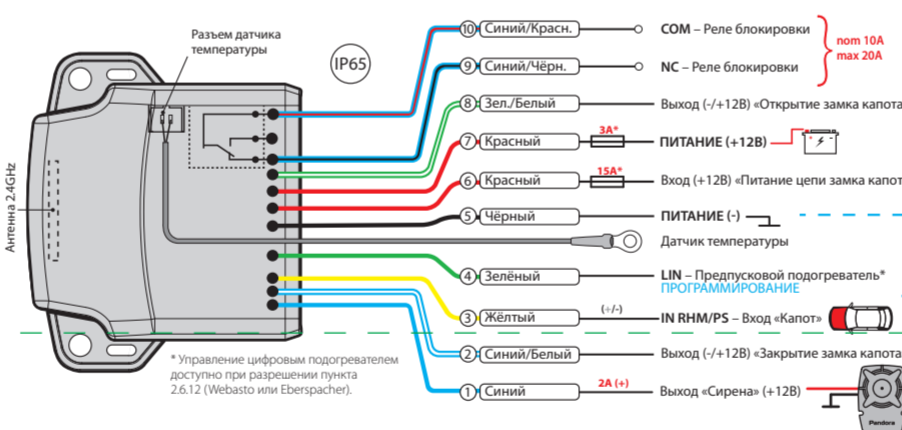 Разъем датчика
температуры
IP65
Антенна 2.4GHz
10 Синий/Красн. COM – Реле блокировки
nom 10A
max 20A
9 Синий/Чёрн. NC – Реле блокировки
8 Зел./Белый Выход (-/+12В) «Открытие замка капота
7 Красный 3A* ПИТАНИЕ (+12В)
6 Красный 15A* Вход (+12В) «Питание цепи замка капот
5 Чёрный ПИТАНИЕ (-)
Датчик температуры
4 Зелёный LIN – Предпусковой подогреватель*
ПРОГРАММИРОВАНИЕ
3 Жёлтый (+/-) IN RHM/PS – Вход «Капот»
2 Синий/Белый Выход (-/+12В) «Закрытие замка капота
1 Синий 2A (+) Выход «Сирена» (+12В)
Pandora
* Управление цифровым подогревателем
доступно при разрешении пункта
2.6.12 (Webasto или Eberspacher).